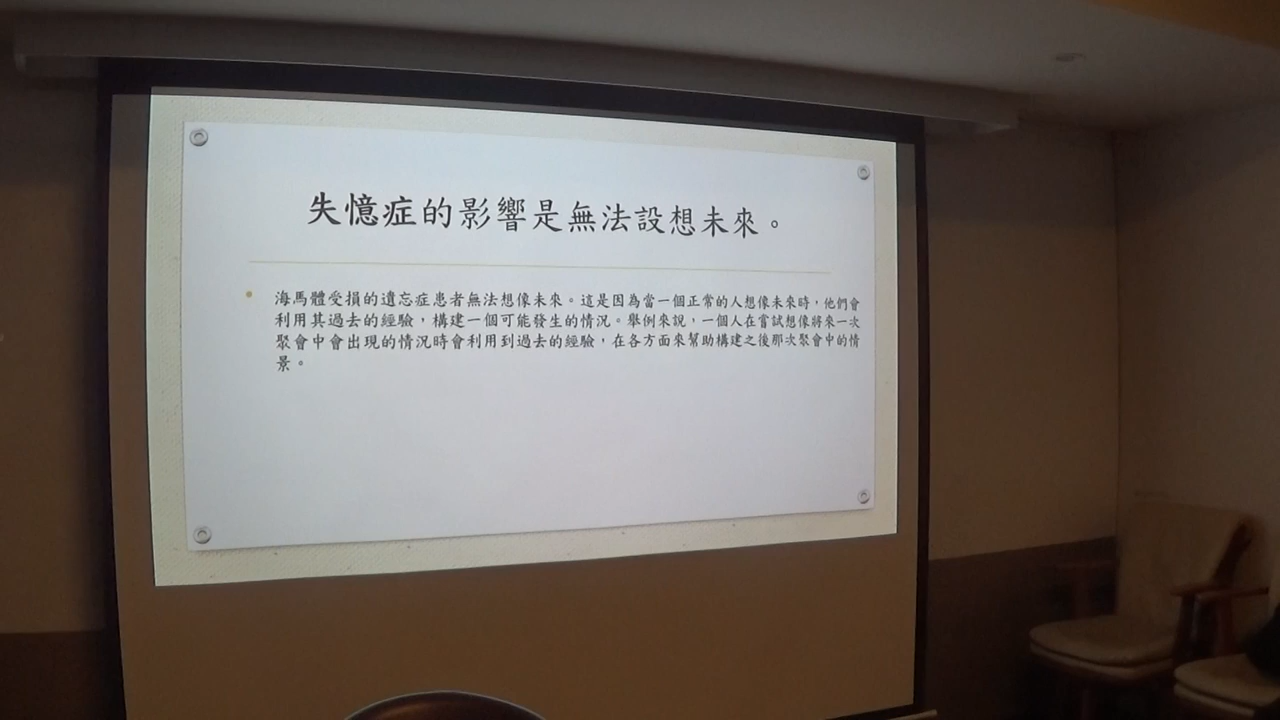 失憶症的影響是無法設想未來。
海馬體受損的遺忘症患者無法想像未來。這是因為當一個正常的人想像未來時，他們會
利用其過去的經驗，構建一個可能發生的情況。舉例來說，一個人在嘗試想像將來一次
聚會中會出現的情況時會利用到過去的經驗，在各方面來幫助構建之後那次聚會中的情
景。